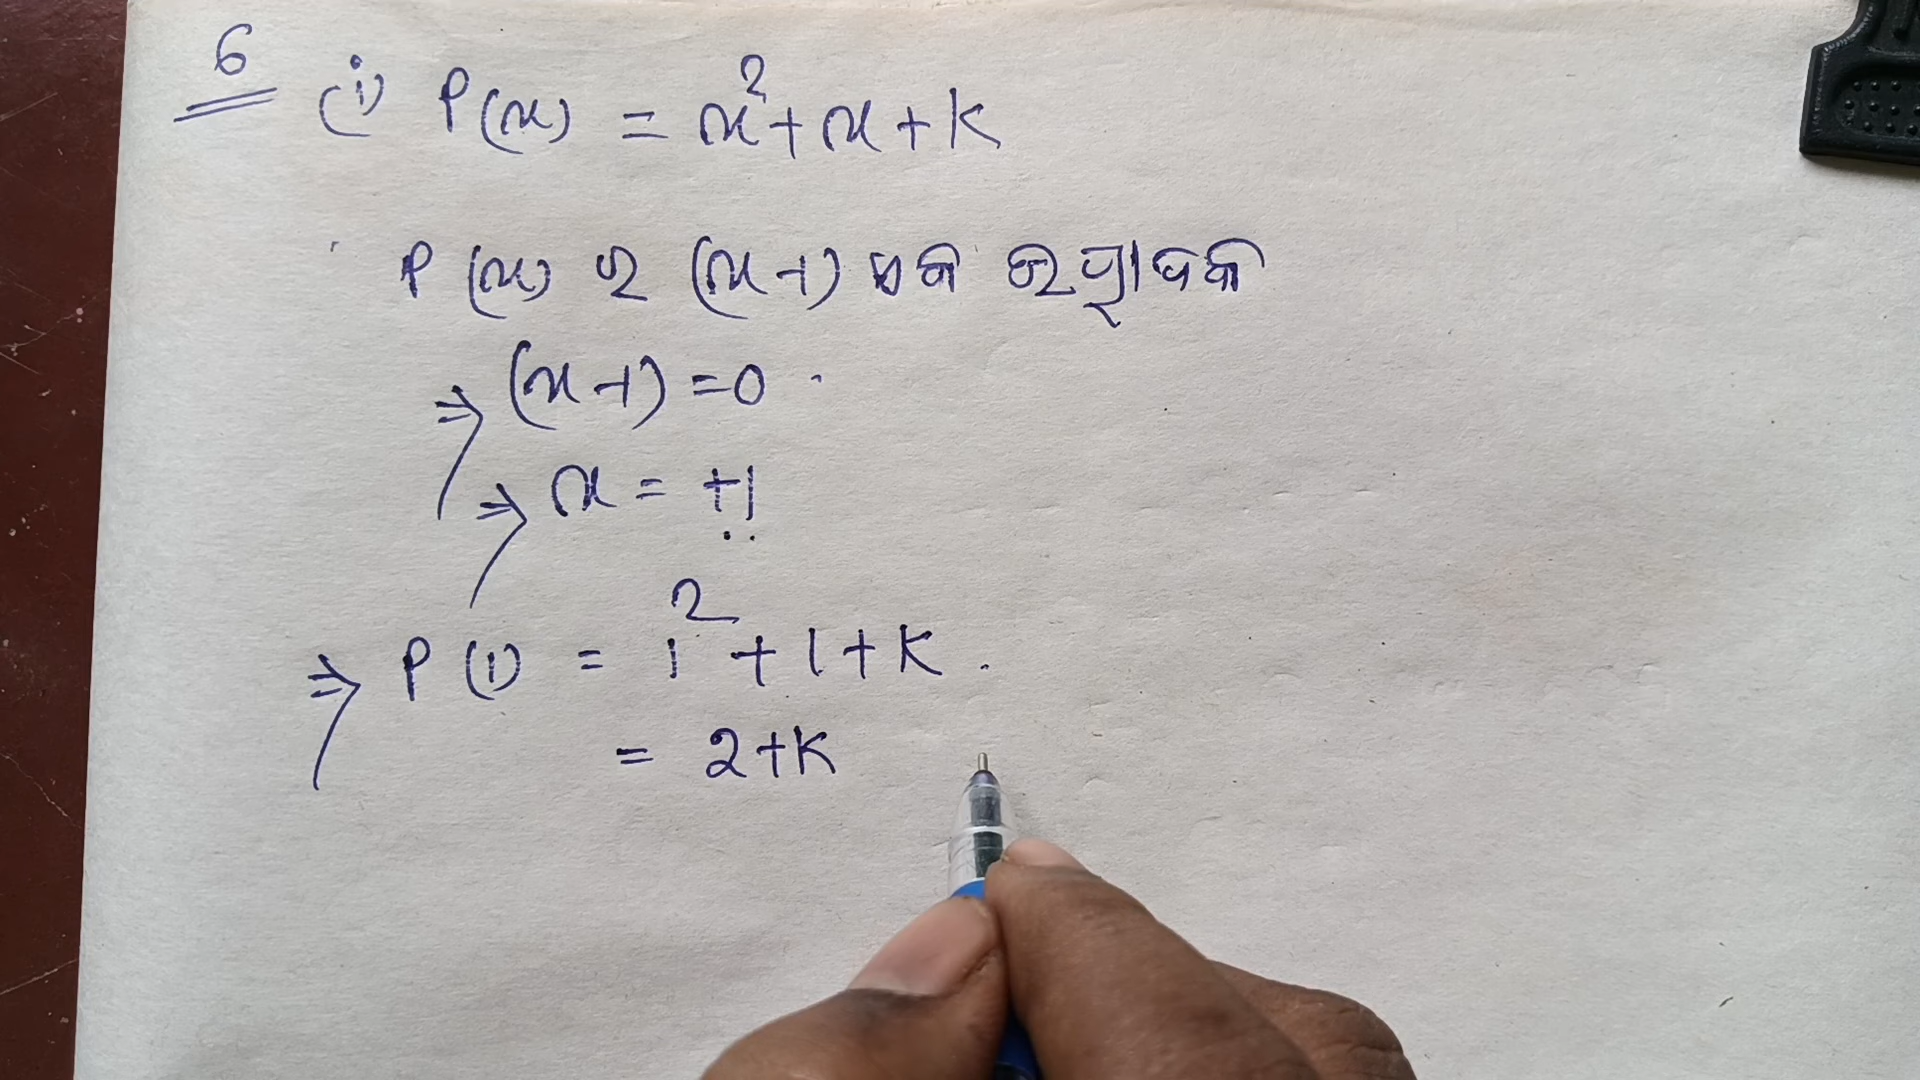 6 (i) P(x) = x² + x + k
P(x) ର (x-1) ଏକ ଉତ୍ପାଦକ
⇒ (x-1) = 0
⇒ x = +1
⇒ P(1) = 1² + 1 + k.
= 2+k